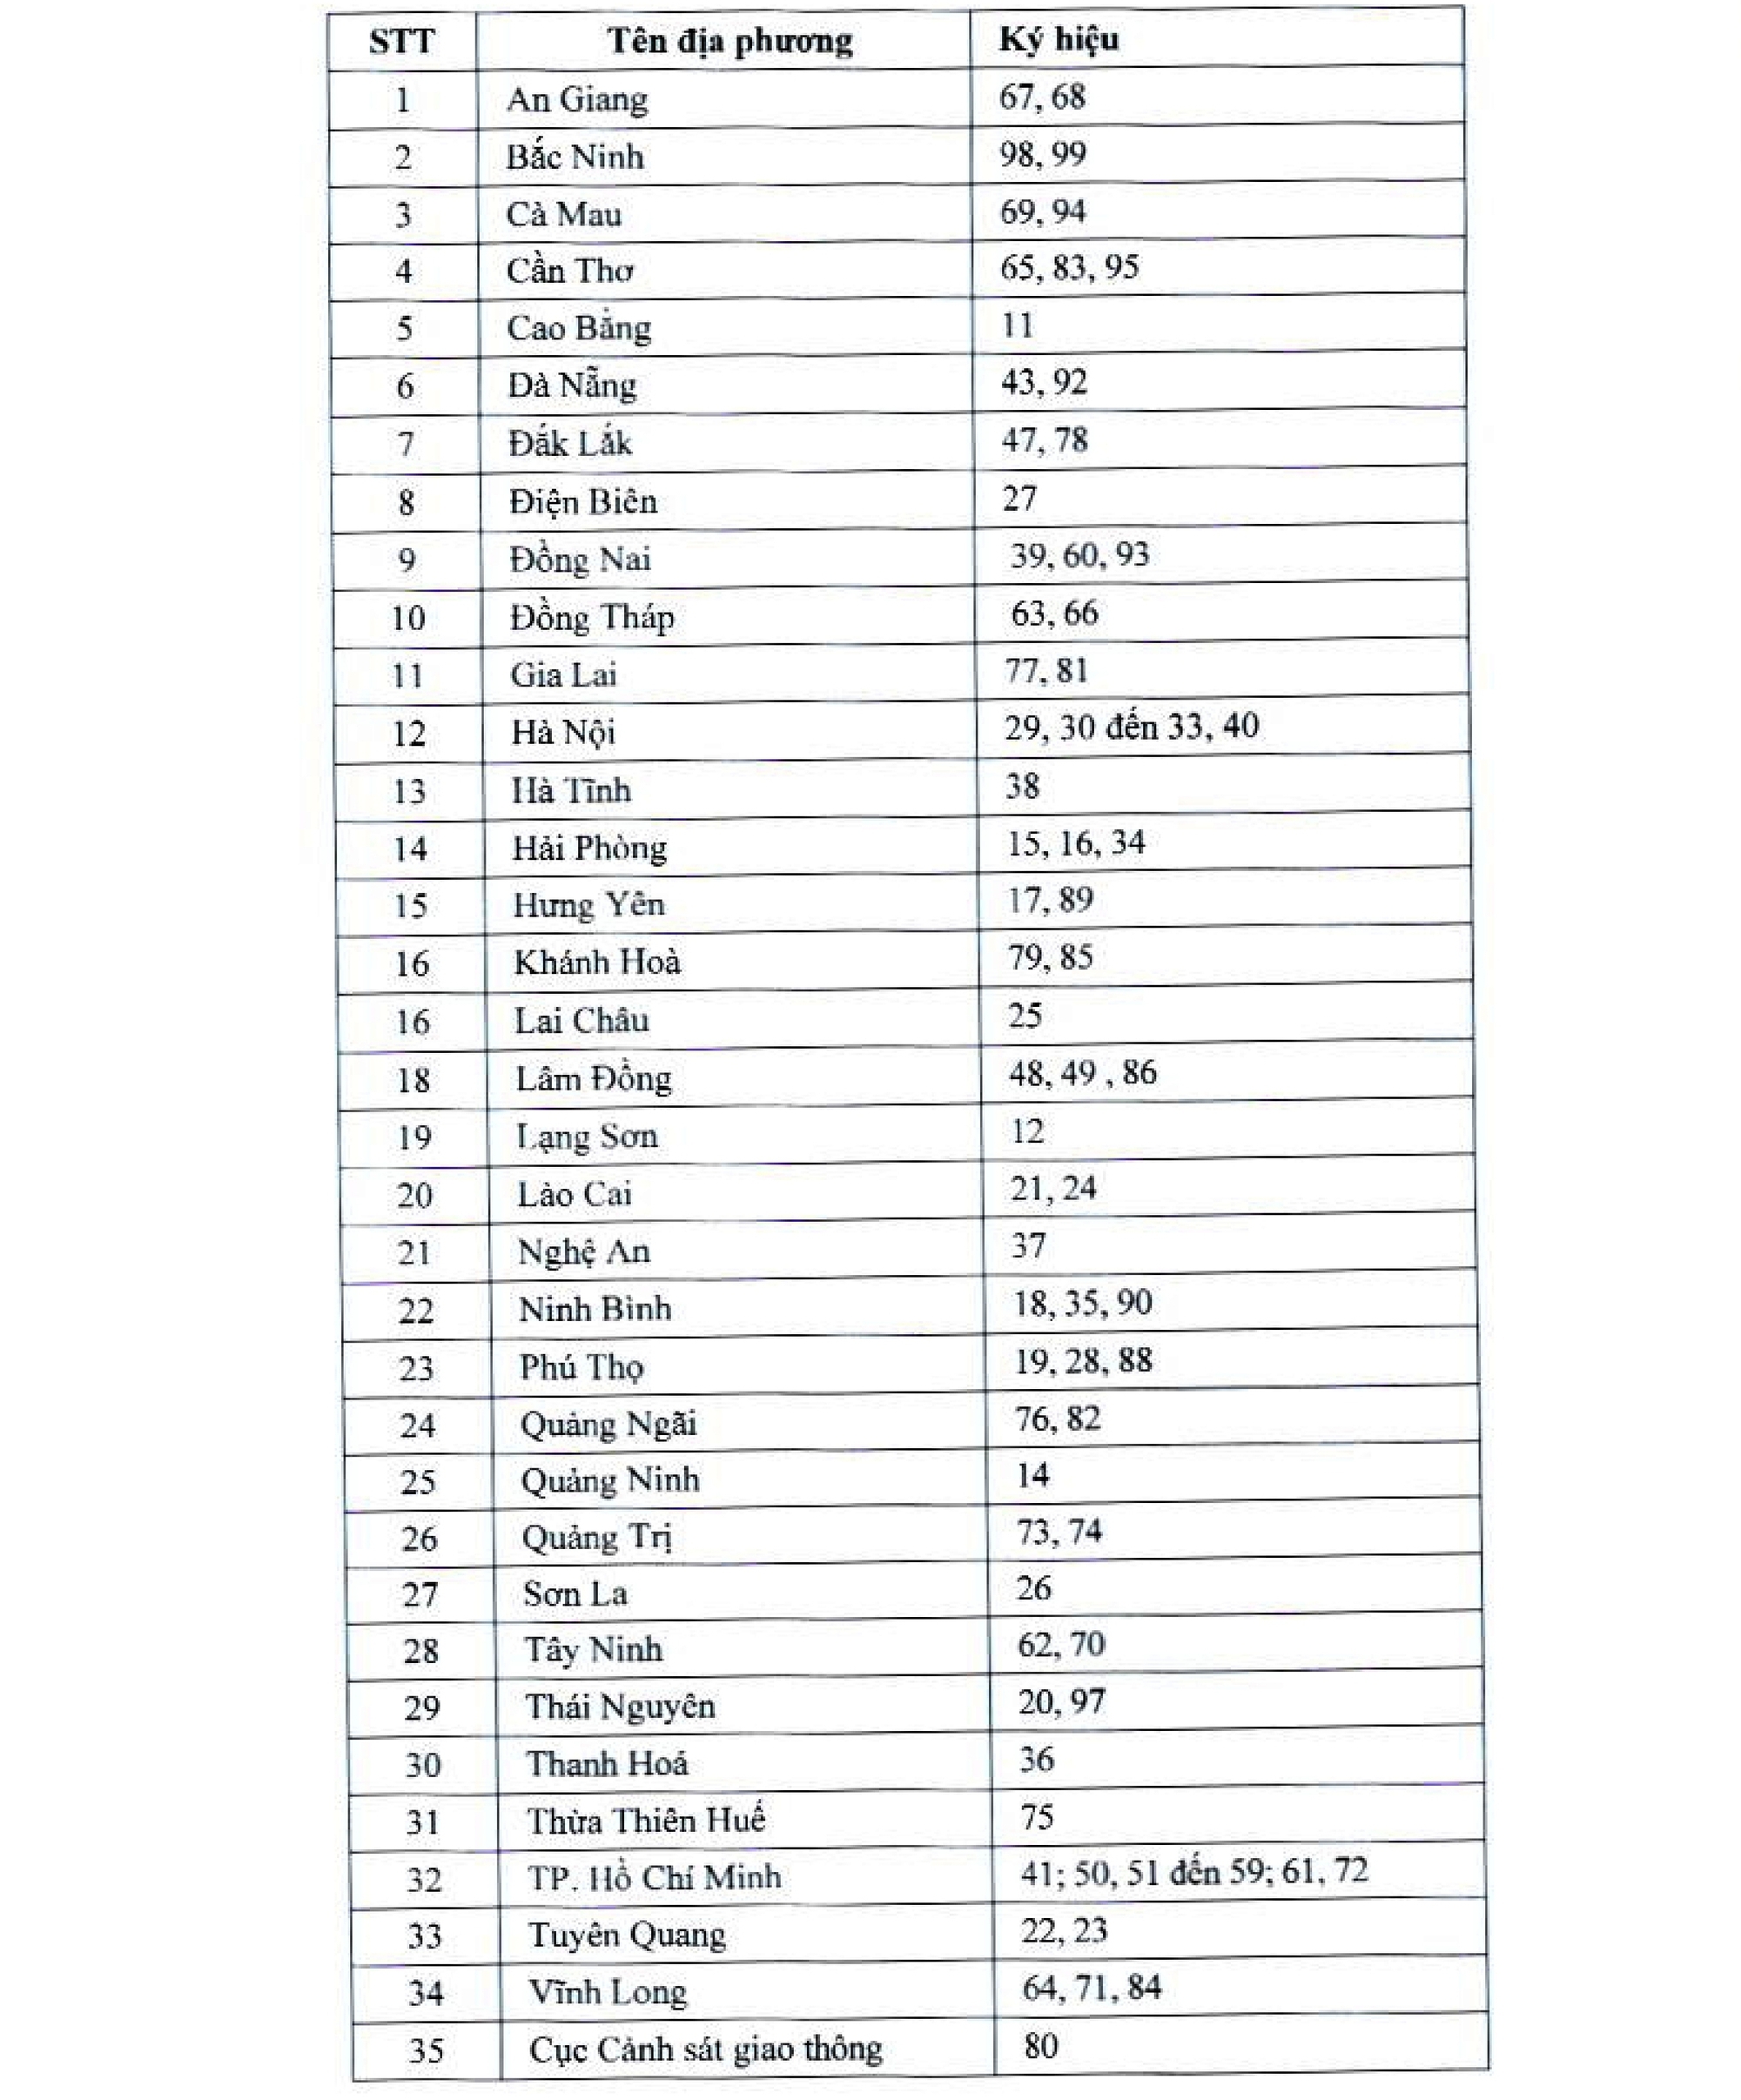 STT Tên địa phương Ký hiệu
1 An Giang 67, 68
2 Bắc Ninh 98, 99
3 Cà Mau 69, 94
4 Cần Thơ 65, 83, 95
5 Cao Bằng 11
6 Đà Nẵng 43, 92
7 Đắk Lắk 47, 78
8 Điện Biên 27
9 Đồng Nai 39, 60, 93
10 Đồng Tháp 63, 66
11 Gia Lai 77, 81
12 Hà Nội 29, 30 đến 33, 40
13 Hà Tĩnh 38
14 Hải Phòng 15, 16, 34
15 Hưng Yên 17, 89
16 Khánh Hoà 79, 85
16 Lai Châu 25
18 Lâm Đồng 48, 49 , 86
19 Lạng Sơn 12
20 Lào Cai 21, 24
21 Nghệ An 37
22 Ninh Bình 18, 35, 90
23 Phú Thọ 19, 28, 88
24 Quảng Ngãi 76, 82
25 Quảng Ninh 14
26 Quảng Trị 73, 74
27 Sơn La 26
28 Tây Ninh 62, 70
29 Thái Nguyên 20, 97
30 Thanh Hoá 36
31 Thừa Thiên Huế 75
32 TP. Hồ Chí Minh 41; 50, 51 đến 59; 61, 72
33 Tuyên Quang 22, 23
34 Vĩnh Long 64, 71, 84
35 Cục Cảnh sát giao thông 80